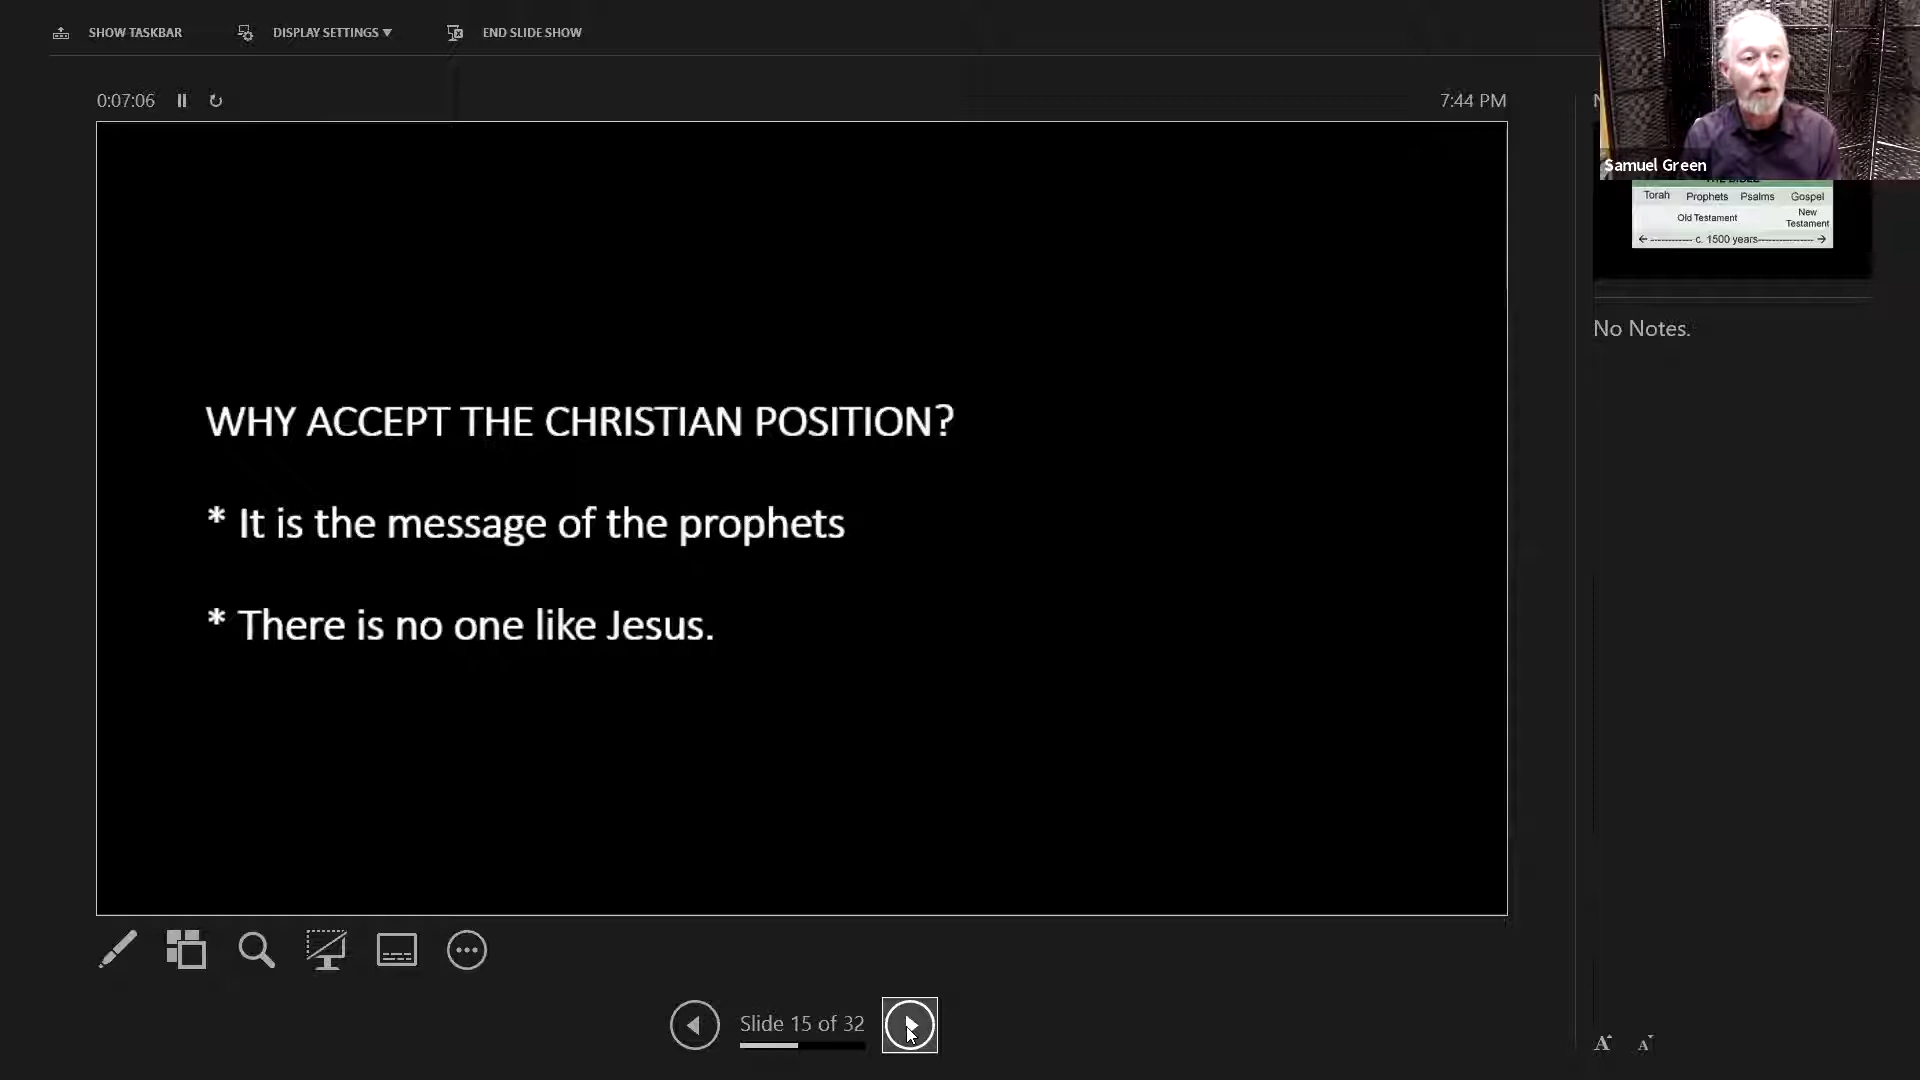 SHOW TASKBAR
DISPLAY SETTINGS ▼
END SLIDE SHOW
0:07:06
7:44 PM
Samuel Green
WHY ACCEPT THE CHRISTIAN POSITION?
* It is the message of the prophets
* There is no one like Jesus.
Torah Prophets Psalms Gospel
Old Testament New Testament
c. 1500 years
No Notes.
Slide 15 of 32